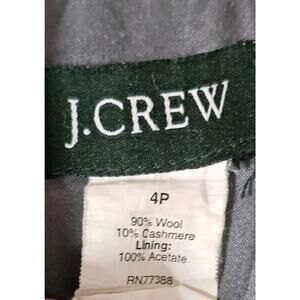 J.CREW
4P
90% Wool
10% Cashmere
Lining:
100% Acetate
RN77388